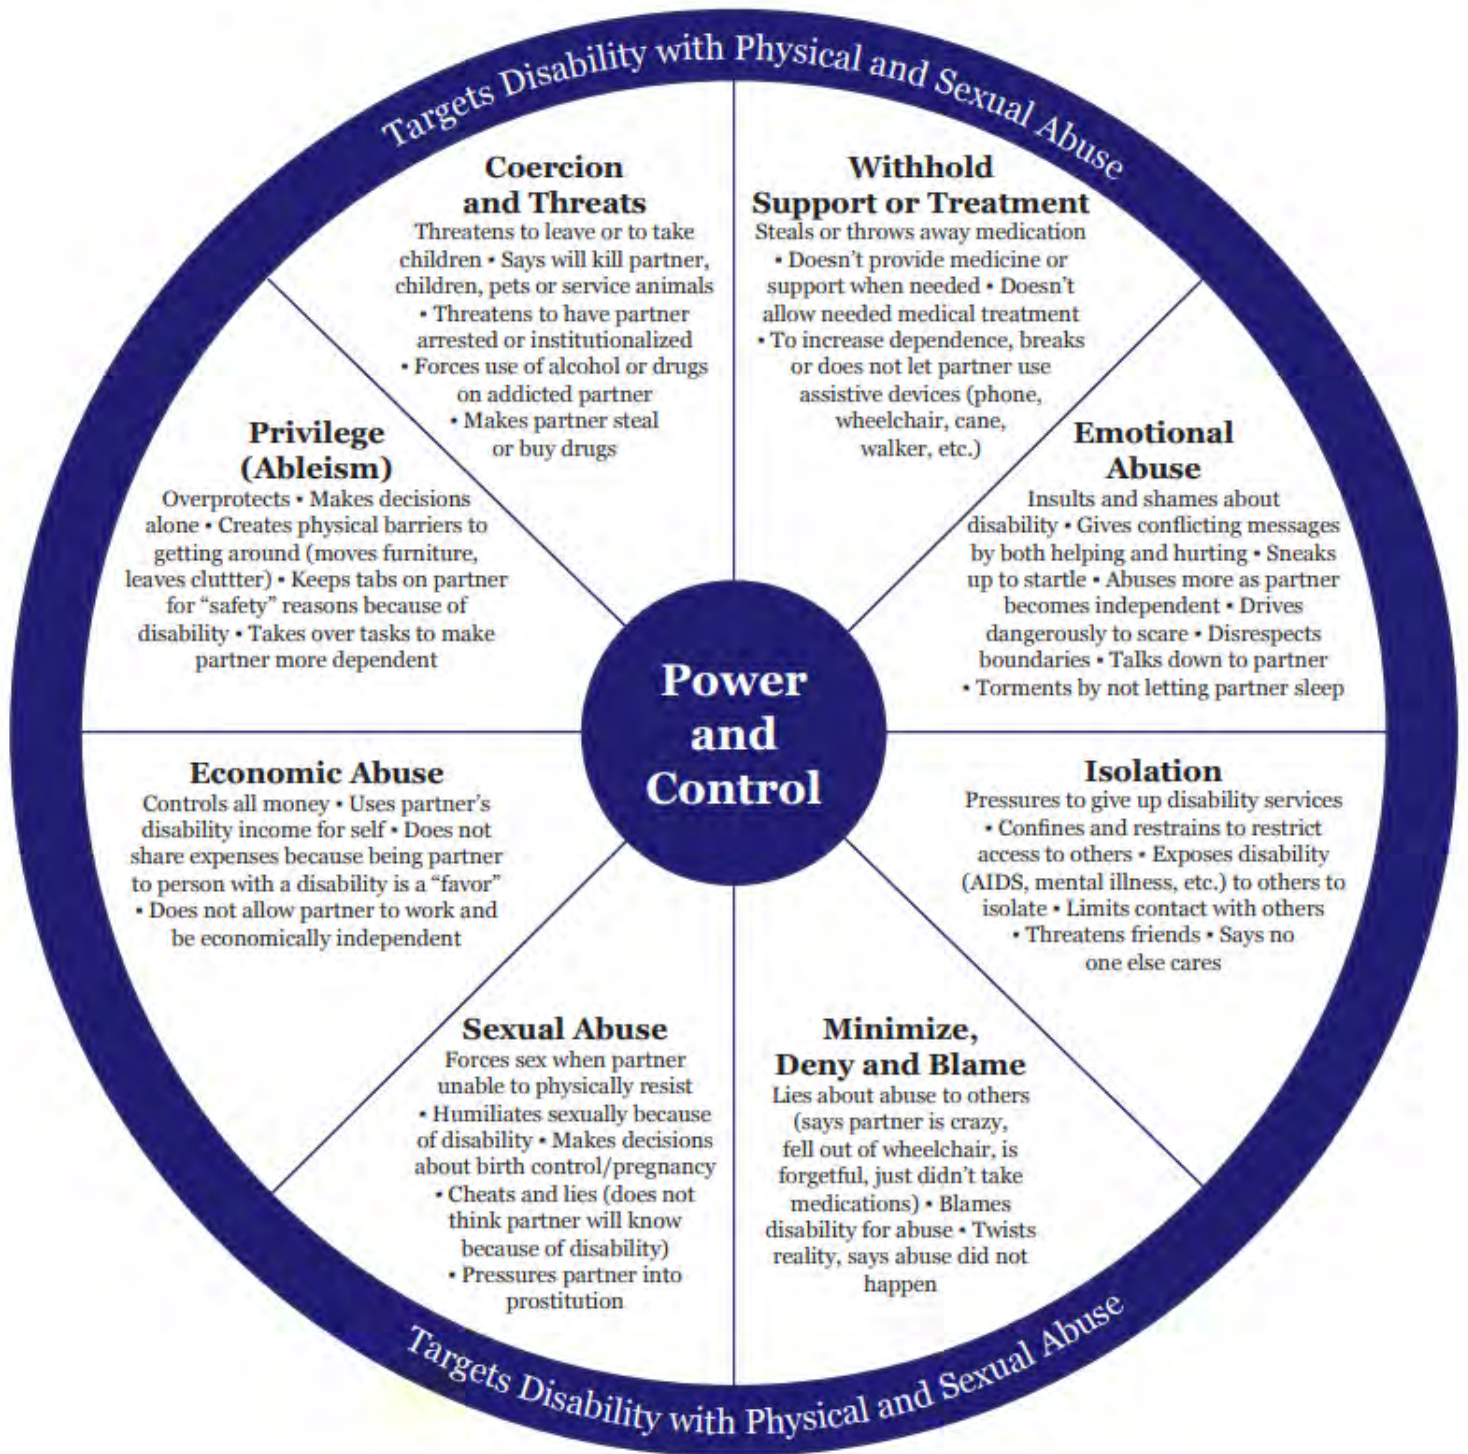 Targets Disability with Physical and Sexual Abuse
Coercion
and Threats
Threatens to leave or to take
children • Says will kill partner,
children, pets or service animals
• Threatens to have partner
arrested or institutionalized
• Forces use of alcohol or drugs
on addicted partner
• Makes partner steal
or buy drugs
Withhold
Support or Treatment
Steals or throws away medication
• Doesn’t provide medicine or
support when needed • Doesn’t
allow needed medical treatment
• To increase dependence, breaks
or does not let partner use
assistive devices (phone,
wheelchair, cane,
walker, etc.)
Privilege
(Ableism)
Overprotects • Makes decisions
alone • Creates physical barriers to
getting around (moves furniture,
leaves cluttter) • Keeps tabs on partner
for “safety” reasons because of
disability • Takes over tasks to make
partner more dependent
Emotional
Abuse
Insults and shames about
disability • Gives conflicting messages
by both helping and hurting • Sneaks
up to startle • Abuses more as partner
becomes independent • Drives
dangerously to scare • Disrespects
boundaries • Talks down to partner
• Torments by not letting partner sleep
Power
and
Control
Economic Abuse
Controls all money • Uses partner’s
disability income for self • Does not
share expenses because being partner
to person with a disability is a “favor”
• Does not allow partner to work and
be economically independent
Isolation
Pressures to give up disability services
• Confines and restrains to restrict
access to others • Exposes disability
(AIDS, mental illness, etc.) to others to
isolate • Limits contact with others
• Threatens friends • Says no
one else cares
Sexual Abuse
Forces sex when partner
unable to physically resist
• Humiliates sexually because
of disability • Makes decisions
about birth control/pregnancy
• Cheats and lies (does not
think partner will know
because of disability)
• Pressures partner into
prostitution
Minimize,
Deny and Blame
Lies about abuse to others
(says partner is crazy,
fell out of wheelchair, is
forgetful, just didn’t take
medications) • Blames
disability for abuse • Twists
reality, says abuse did not
happen
Targets Disability with Physical and Sexual Abuse